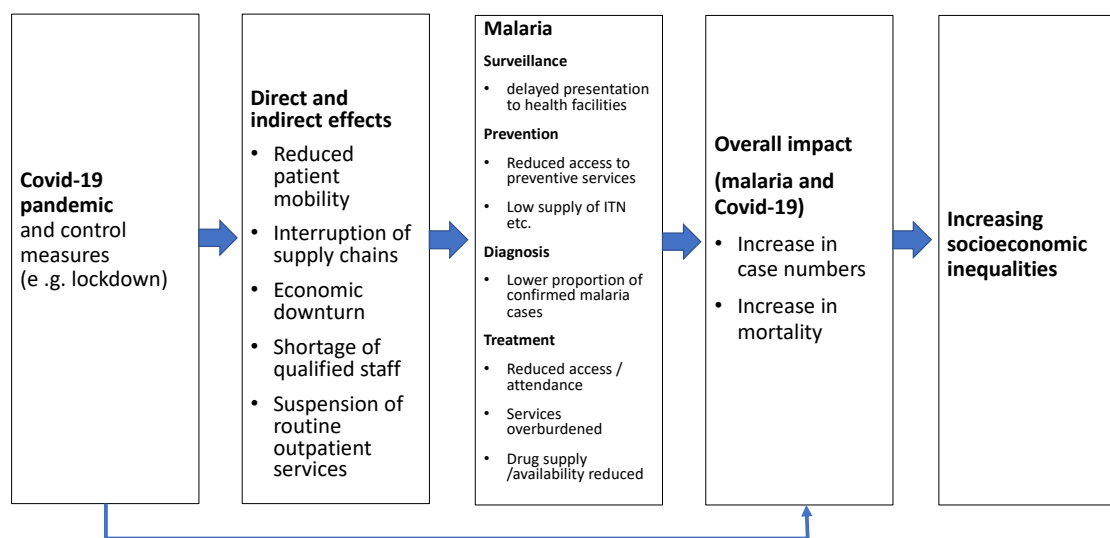 Covid-19
pandemic
and control
measures
(e .g. lockdown)
Direct and
indirect effects
• Reduced
patient
mobility
• Interruption of
supply chains
• Economic
downturn
• Shortage of
qualified staff
• Suspension of
routine
outpatient
services
Malaria
Surveillance
• delayed presentation
to health facilities
Prevention
• Reduced access to
preventive services
• Low supply of ITN
etc.
Diagnosis
• Lower proportion of
confirmed malaria
cases
Treatment
• Reduced access /
attendance
• Services
overburdened
• Drug supply
/availability reduced
Overall impact
(malaria and
Covid-19)
• Increase in
case numbers
• Increase in
mortality
Increasing
socioeconomic
inequalities